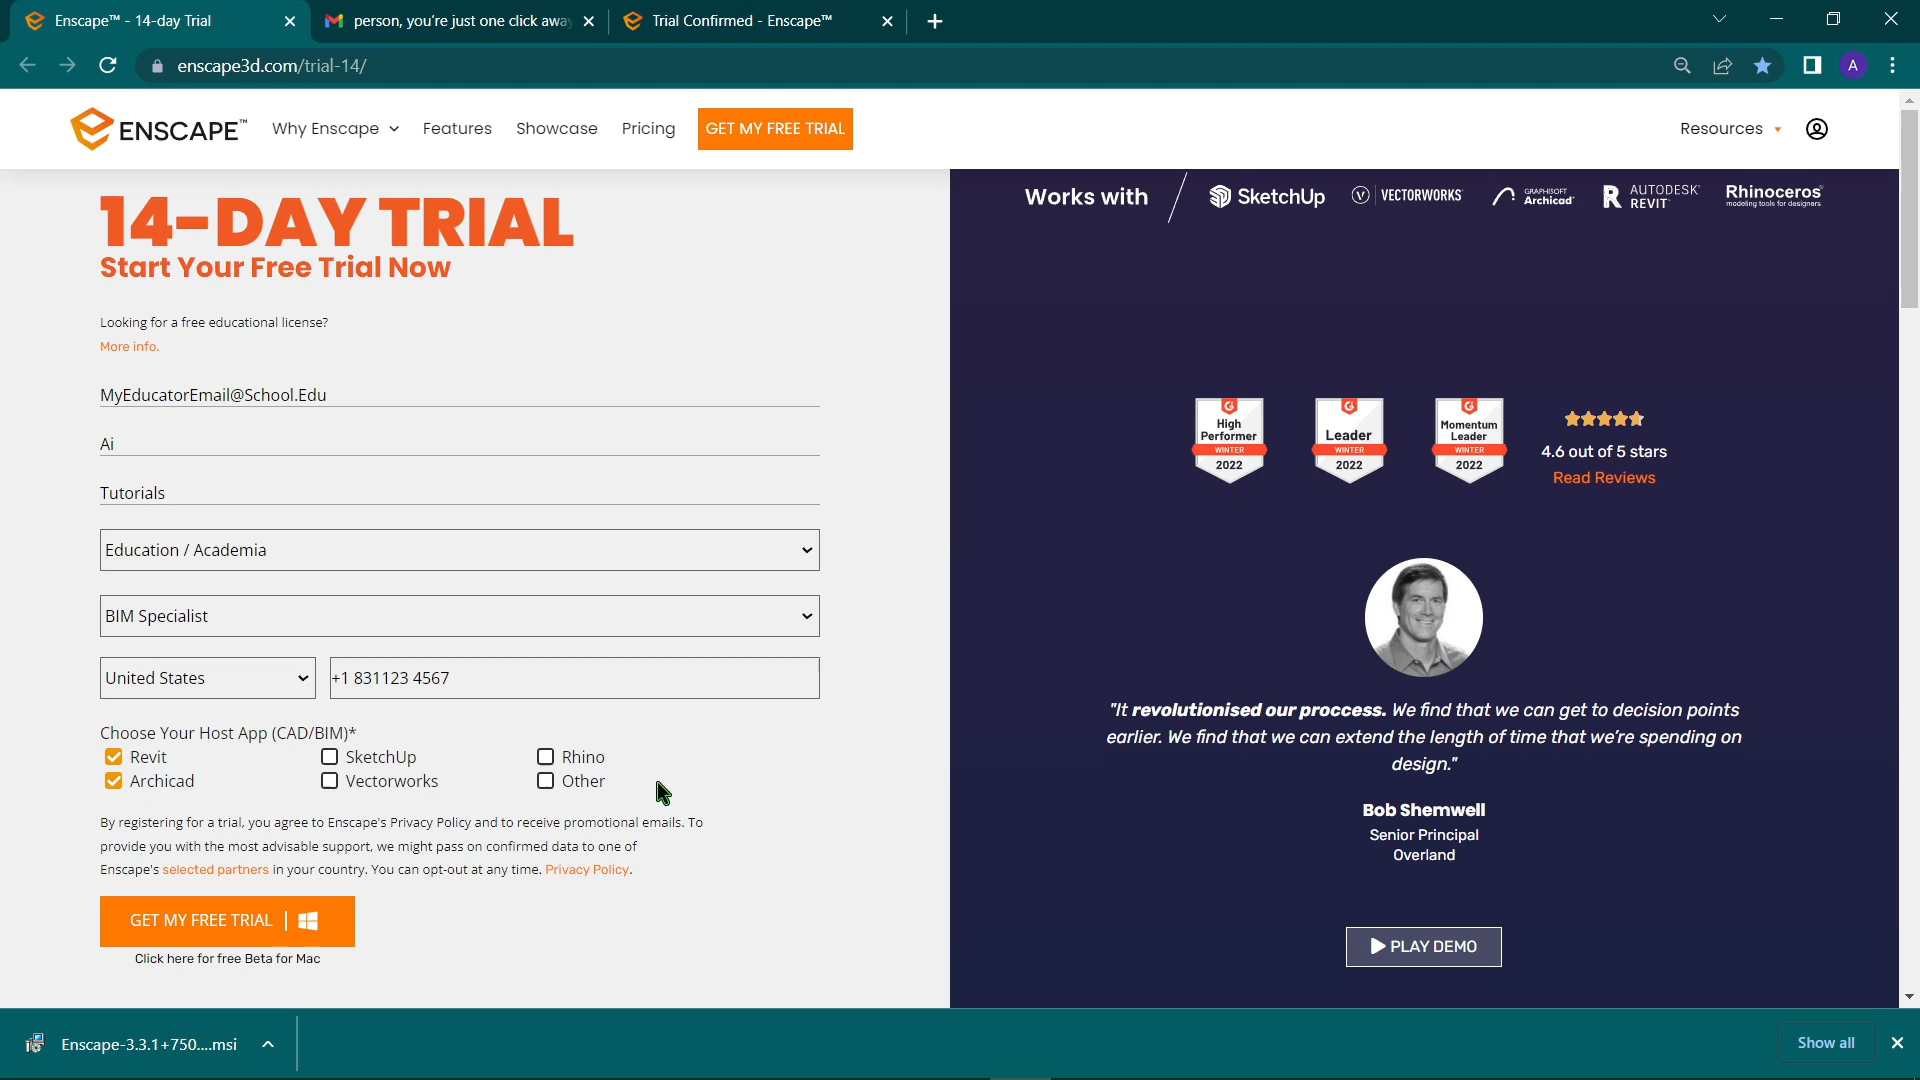 Enscape™ - 14-day Trial
person, you're just one click away
Trial Confirmed - Enscape™
enscape3d.com/trial-14/
A
ENSCAPE™
Why Enscape
Features
Showcase
Pricing
GET MY FREE TRIAL
Resources
14-DAY TRIAL
Start Your Free Trial Now
Looking for a free educational license?
More info.
MyEducatorEmail@School.Edu
Ai
Tutorials
Education / Academia
BIM Specialist
United States
+1 831123 4567
Choose Your Host App (CAD/BIM)*
Revit
SketchUp
Rhino
Archicad
Vectorworks
Other
By registering for a trial, you agree to Enscape's Privacy Policy and to receive promotional emails. To
provide you with the most advisable support, we might pass on confirmed data to one of
Enscape's selected partners in your country. You can opt-out at any time. Privacy Policy.
GET MY FREE TRIAL
Click here for free Beta for Mac
Works with
SketchUp
VECTORWORKS
GRAPHISOFT
Archicad
AUTODESK
REVIT
Rhinoceros
modeling tools for designers
High
Performer
WINTER
2022
Leader
WINTER
2022
Momentum
Leader
WINTER
2022
4.6 out of 5 stars
Read Reviews
"It revolutionised our proccess. We find that we can get to decision points
earlier. We find that we can extend the length of time that we're spending on
design."
Bob Shemwell
Senior Principal
Overland
PLAY DEMO
Enscape-3.3.1+750....msi
Show all